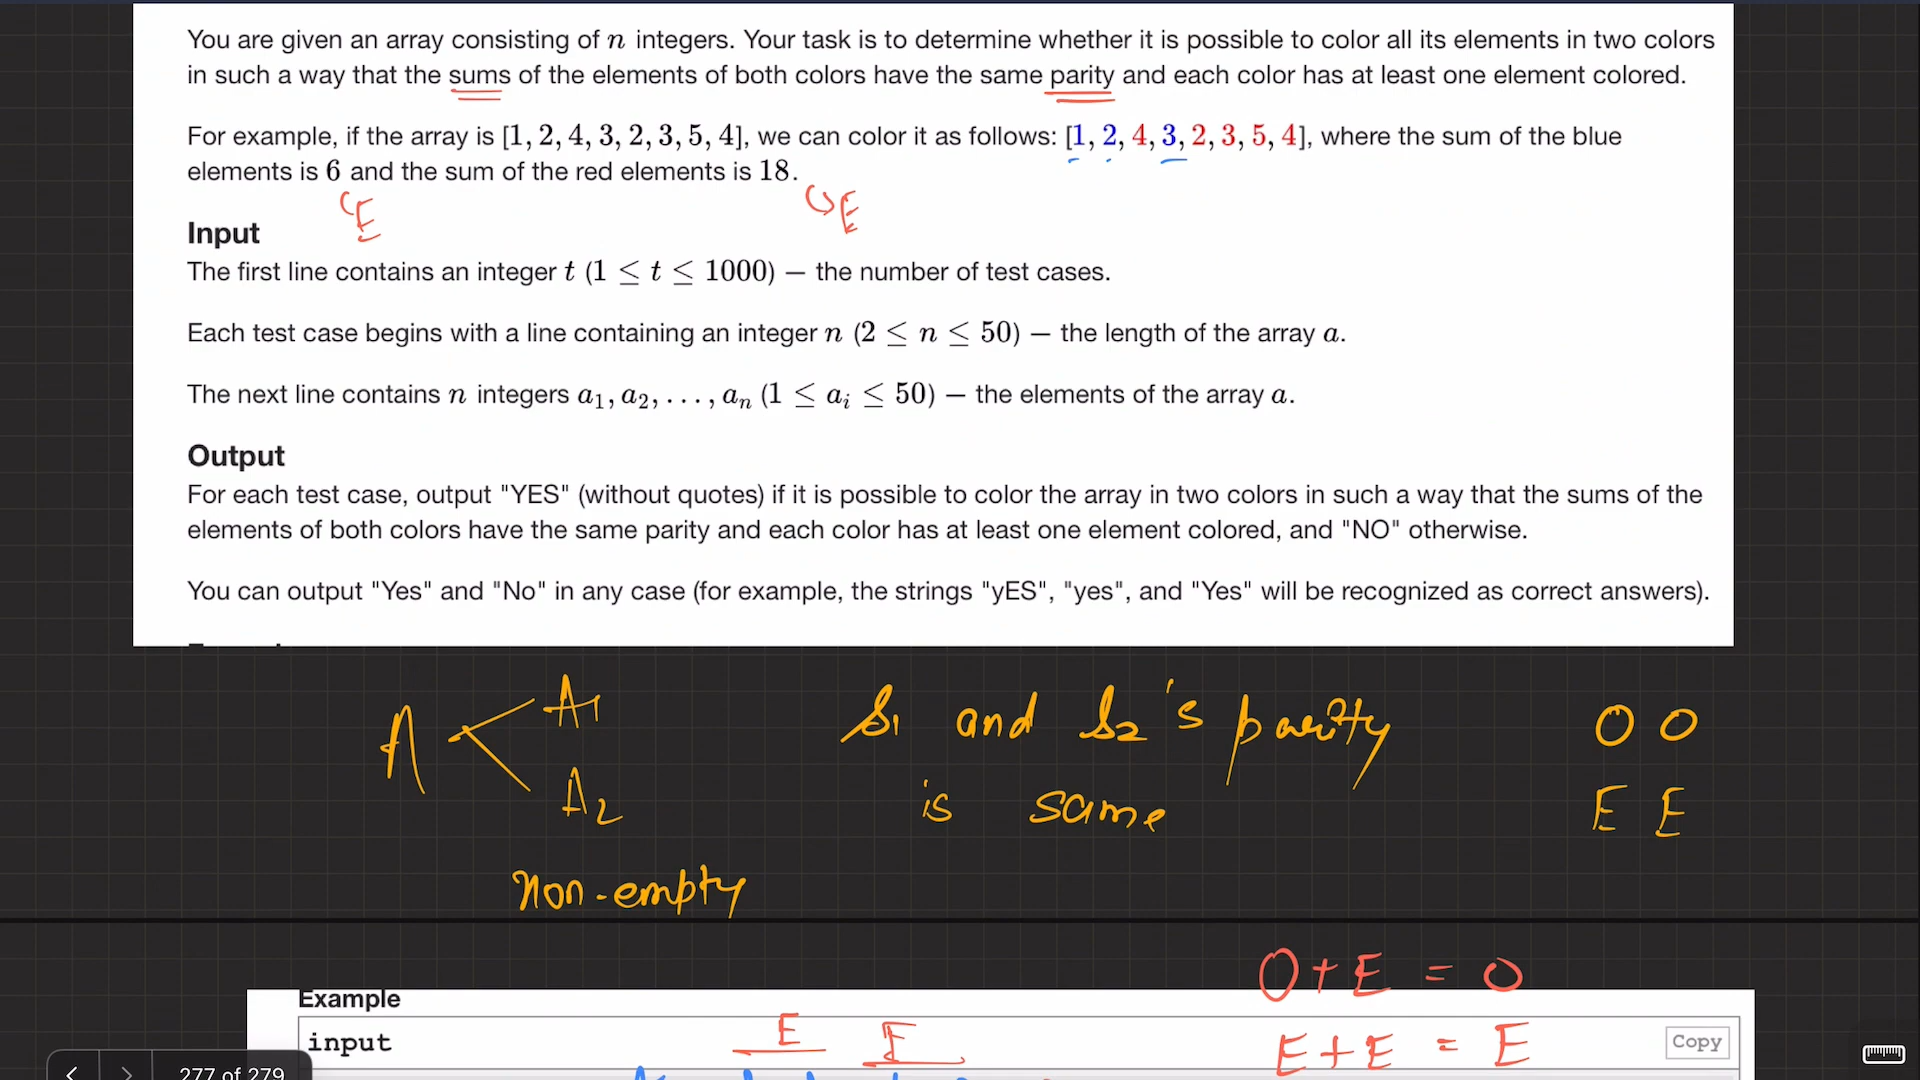 You are given an array consisting of n integers. Your task is to determine whether it is possible to color all its elements in two colors
in such a way that the sums of the elements of both colors have the same parity and each color has at least one element colored.
For example, if the array is [1, 2, 4, 3, 2, 3, 5, 4], we can color it as follows: [1, 2, 4, 3, 2, 3, 5, 4], where the sum of the blue
elements is 6 and the sum of the red elements is 18.
E E
Input
The first line contains an integer t (1 ≤ t ≤ 1000) — the number of test cases.
Each test case begins with a line containing an integer n (2 ≤ n ≤ 50) — the length of the array a.
The next line contains n integers a₁, a₂, . . . , aₙ (1 ≤ aᵢ ≤ 50) — the elements of the array a.
Output
For each test case, output "YES" (without quotes) if it is possible to color the array in two colors in such a way that the sums of the
elements of both colors have the same parity and each color has at least one element colored, and "NO" otherwise.
You can output "Yes" and "No" in any case (for example, the strings "yES", "yes", and "Yes" will be recognized as correct answers).
A A₁ S₁ and S₂'s parity O O
A₂ is same E E
non-empty
O + E = O
Example
E E
input E + E = E Copy
277 of 279